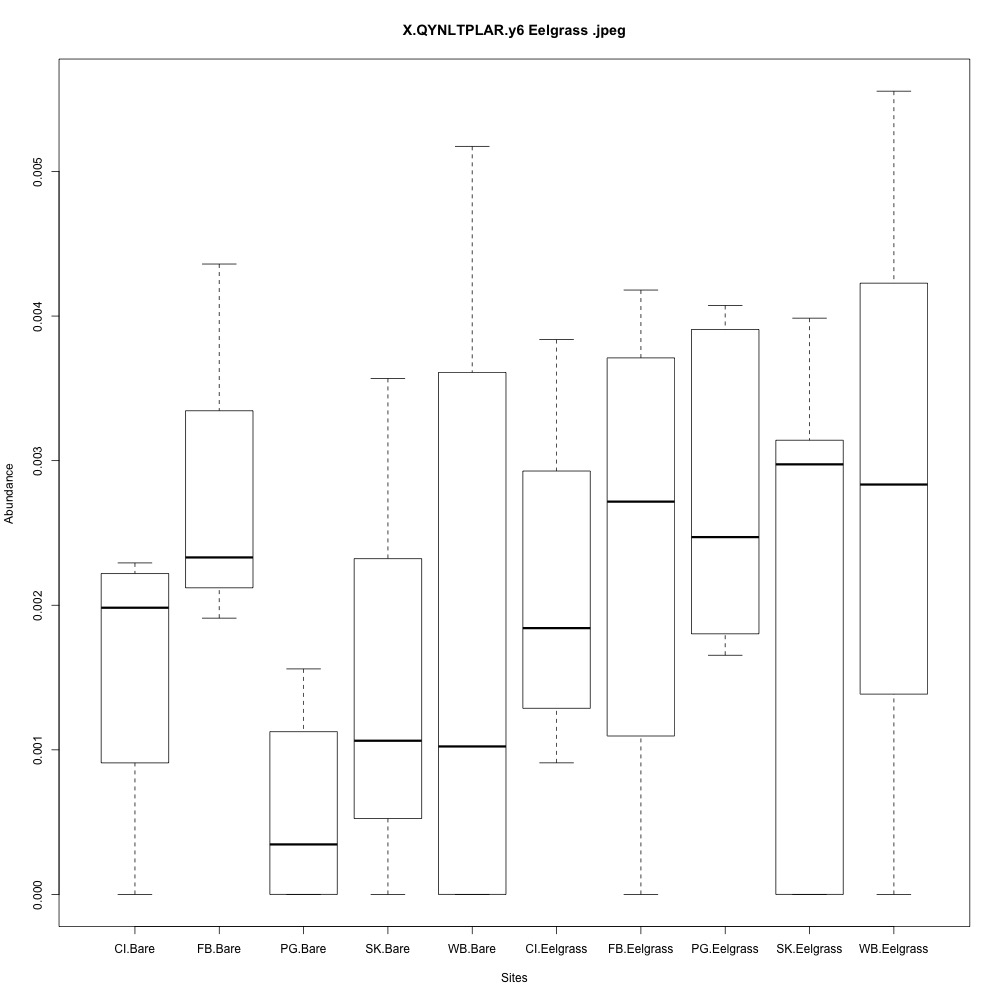 X.QYNLTPLAR.y6 Eelgrass .jpeg
Abundance
0.005
0.004
0.003
0.002
0.001
0.000
CI.Bare FB.Bare PG.Bare SK.Bare WB.Bare CI.Eelgrass FB.Eelgrass PG.Eelgrass SK.Eelgrass WB.Eelgrass
Sites